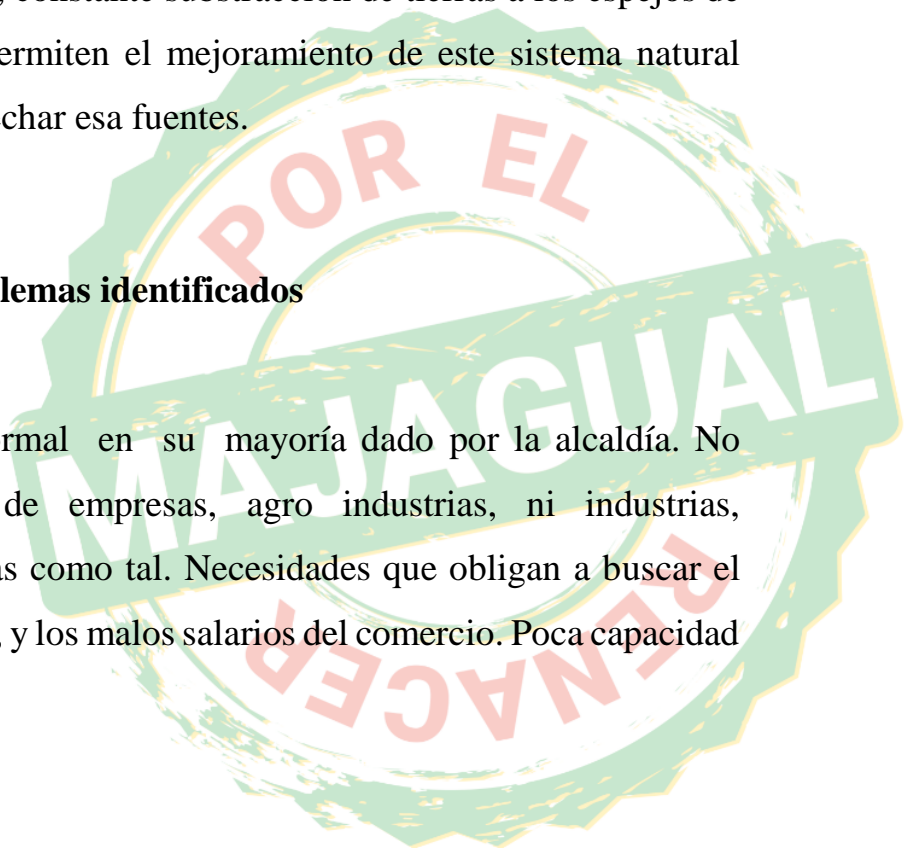 constante substracción de tierras a los espejos de
ermiten el mejoramiento de este sistema natural
char esa fuentes.
POR EL
lemas identificados
MAJAGUAL
rmal en su mayoría dado por la alcaldía. No
de empresas, agro industrias, ni industrias,
as como tal. Necesidades que obligan a buscar el
, y los malos salarios del comercio. Poca capacidad
RENACER